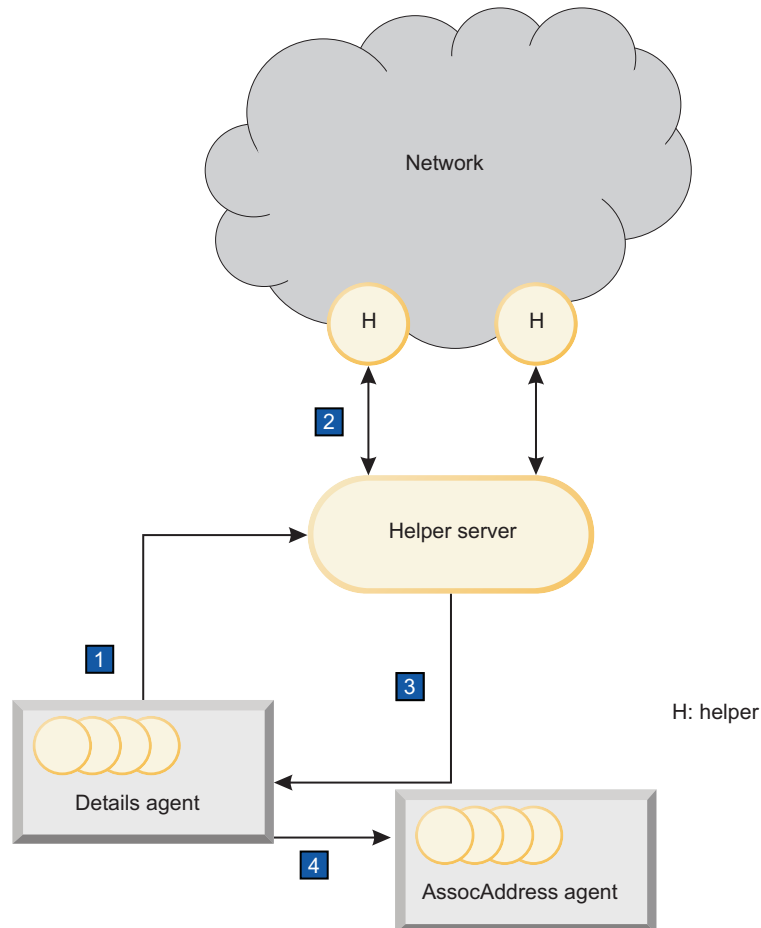 Network
H
H
2
Helper server
1
3
H: helper
Details agent
4
AssocAddress agent